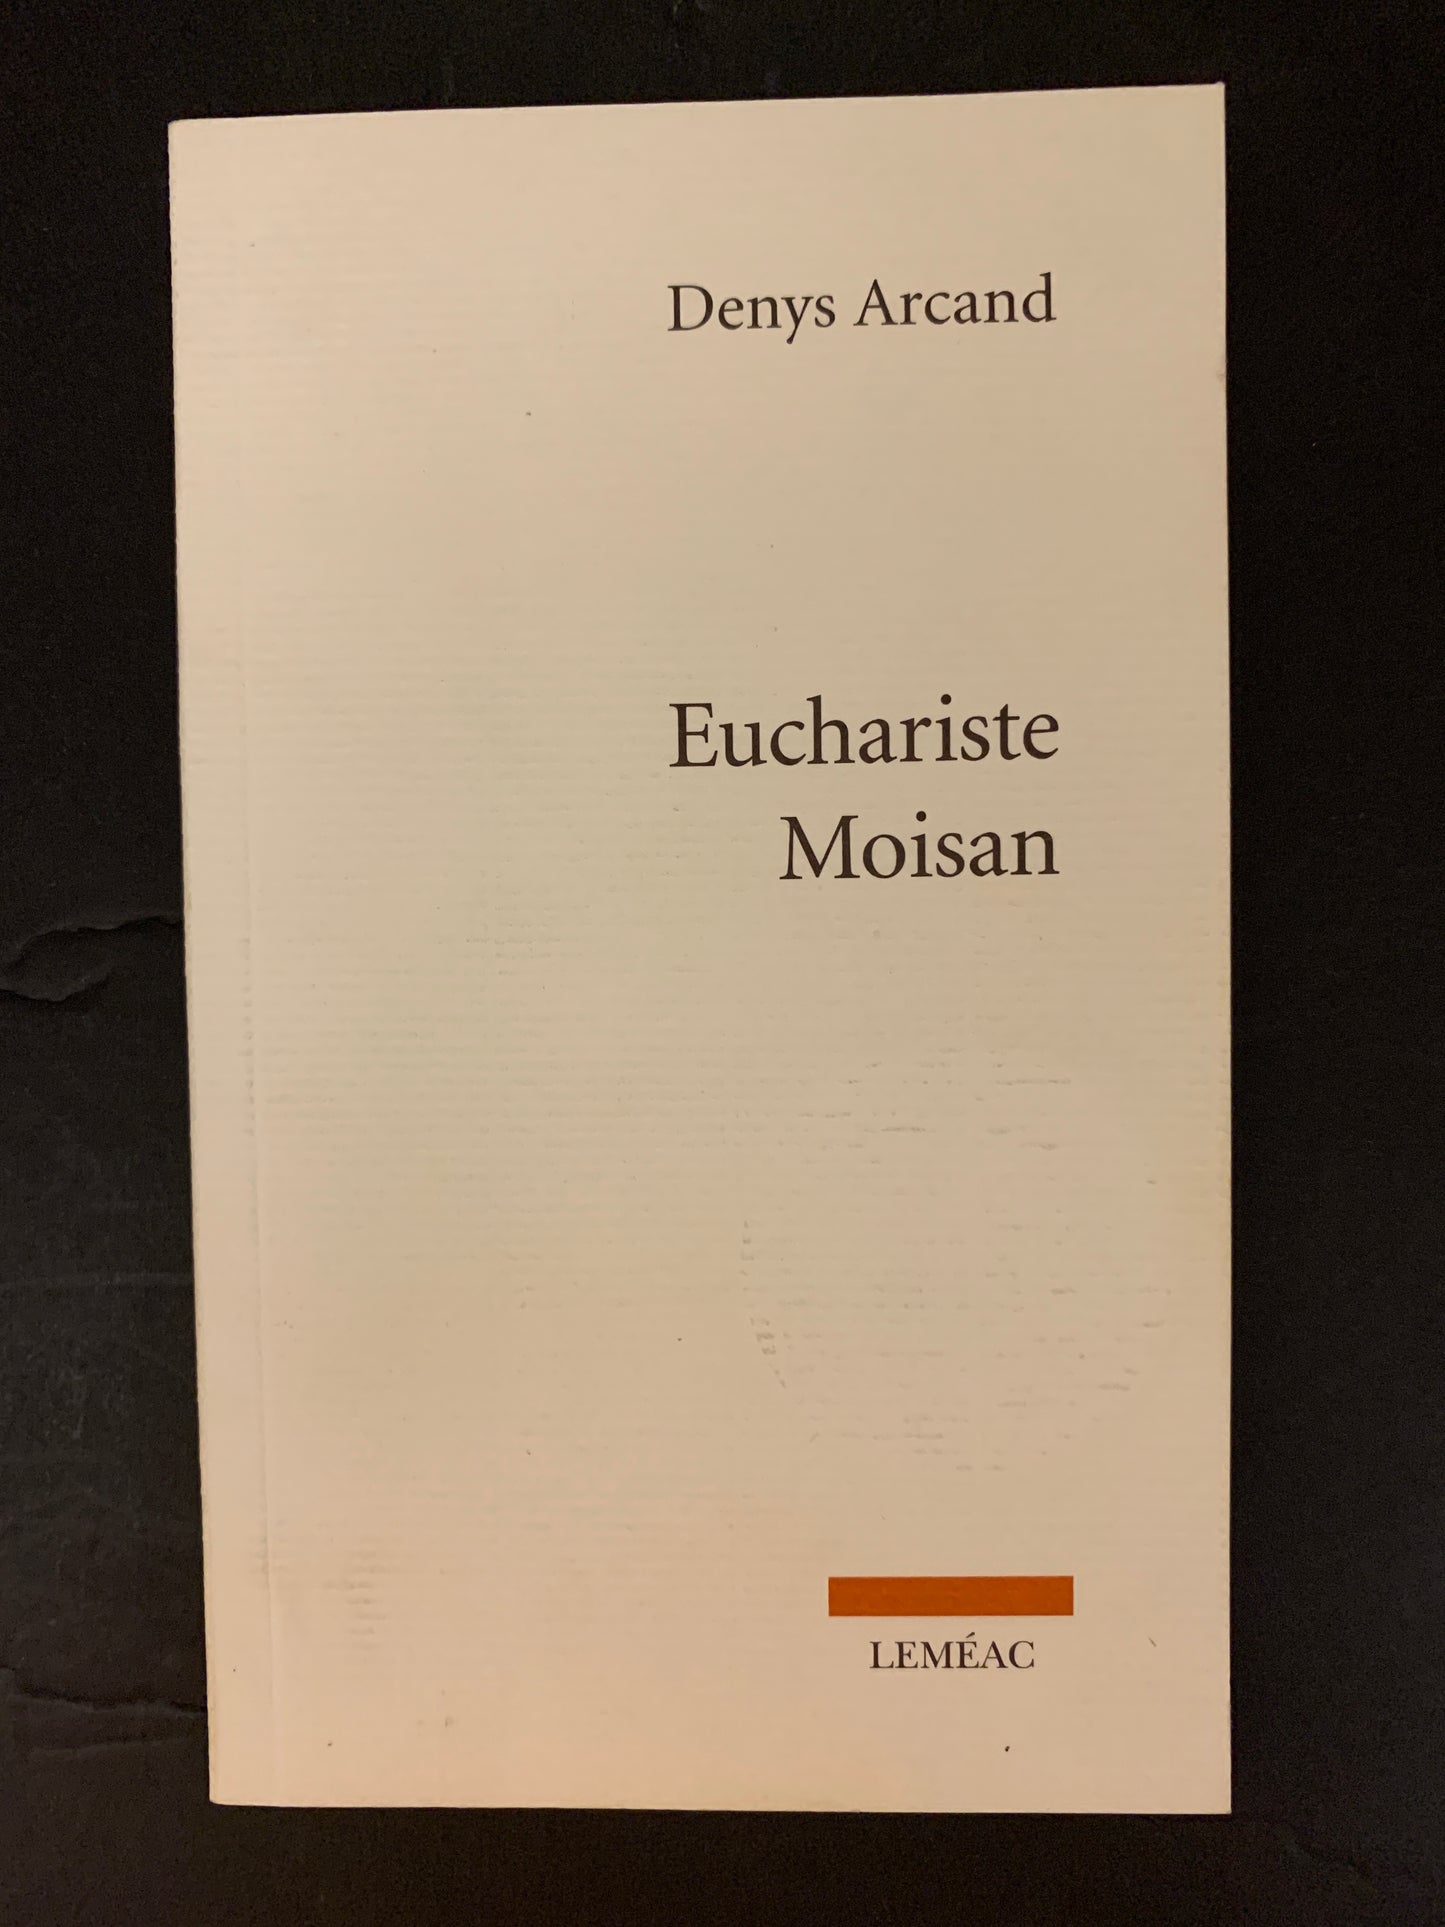 Denys Arcand
Euchariste
Moisan
LEMÉAC